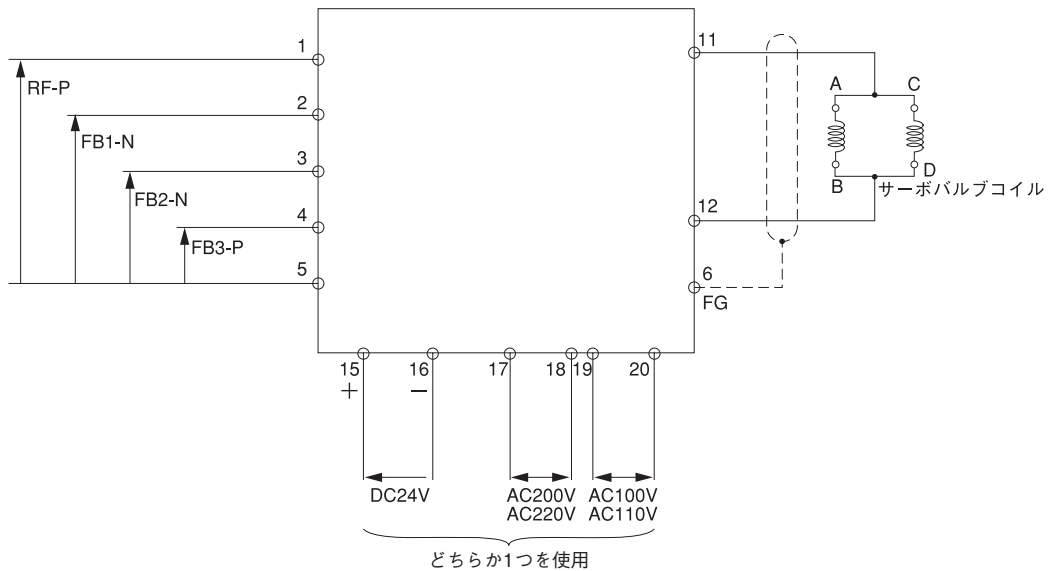 1
RF-P
2
FB1-N
3
FB2-N
4
FB3-P
5
11
A
C
B
D
サーボバルブコイル
12
6
FG
15
16
17
18
19
20
+
−
DC24V
AC200V
AC220V
AC100V
AC110V
どちらか1つを使用